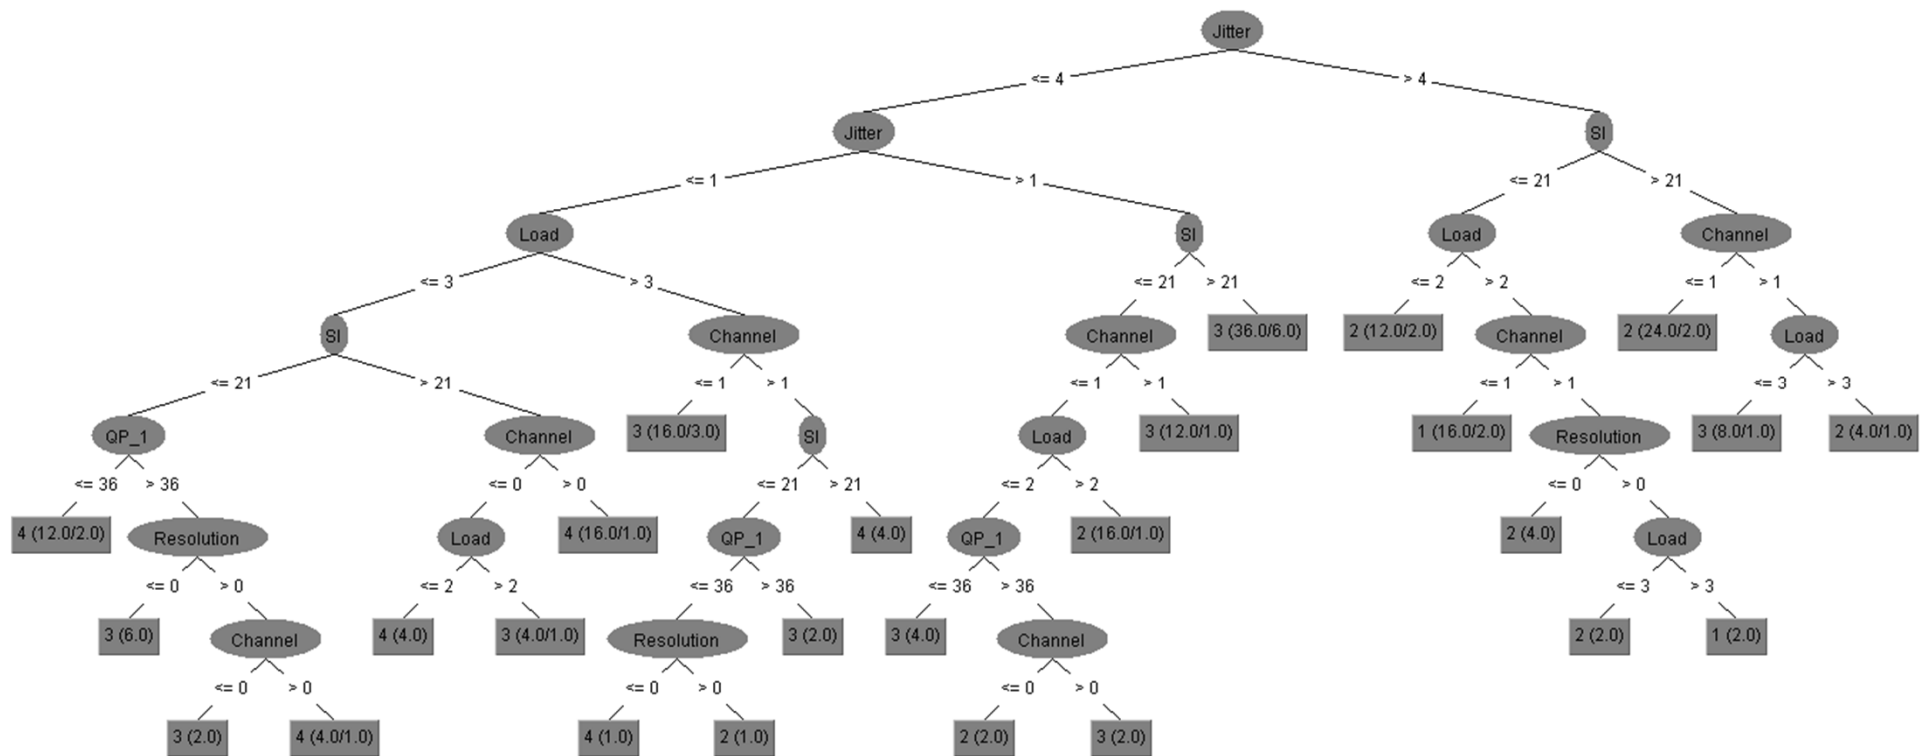 Jitter
<= 4 > 4
Jitter SI
<= 1 > 1 <= 21 > 21
Load SI Load Channel
<= 3 > 3 <= 21 > 21 <= 2 > 2 <= 1 > 1
SI Channel Channel 3 (36.0/6.0) 2 (12.0/2.0) Channel 2 (24.0/2.0) Load
<= 21 > 21 <= 1 > 1 <= 1 > 1 <= 1 > 1 <= 3 > 3
QP_1 Channel 3 (16.0/3.0) SI Load 3 (12.0/1.0) 1 (16.0/2.0) Resolution 3 (8.0/1.0) 2 (4.0/1.0)
<= 36 > 36 <= 0 > 0 <= 21 > 21 <= 2 > 2 <= 0 > 0
4 (12.0/2.0) Resolution Load 4 (16.0/1.0) QP_1 4 (4.0) QP_1 2 (16.0/1.0) 2 (4.0) Load
<= 0 > 0 <= 2 > 2 <= 36 > 36 <= 36 > 36 <= 3 > 3
3 (6.0) Channel 4 (4.0) 3 (4.0/1.0) Resolution 3 (2.0) 3 (4.0) Channel 2 (2.0) 1 (2.0)
<= 0 > 0 <= 0 > 0 <= 0 > 0
3 (2.0) 4 (4.0/1.0) 4 (1.0) 2 (1.0) 2 (2.0) 3 (2.0)